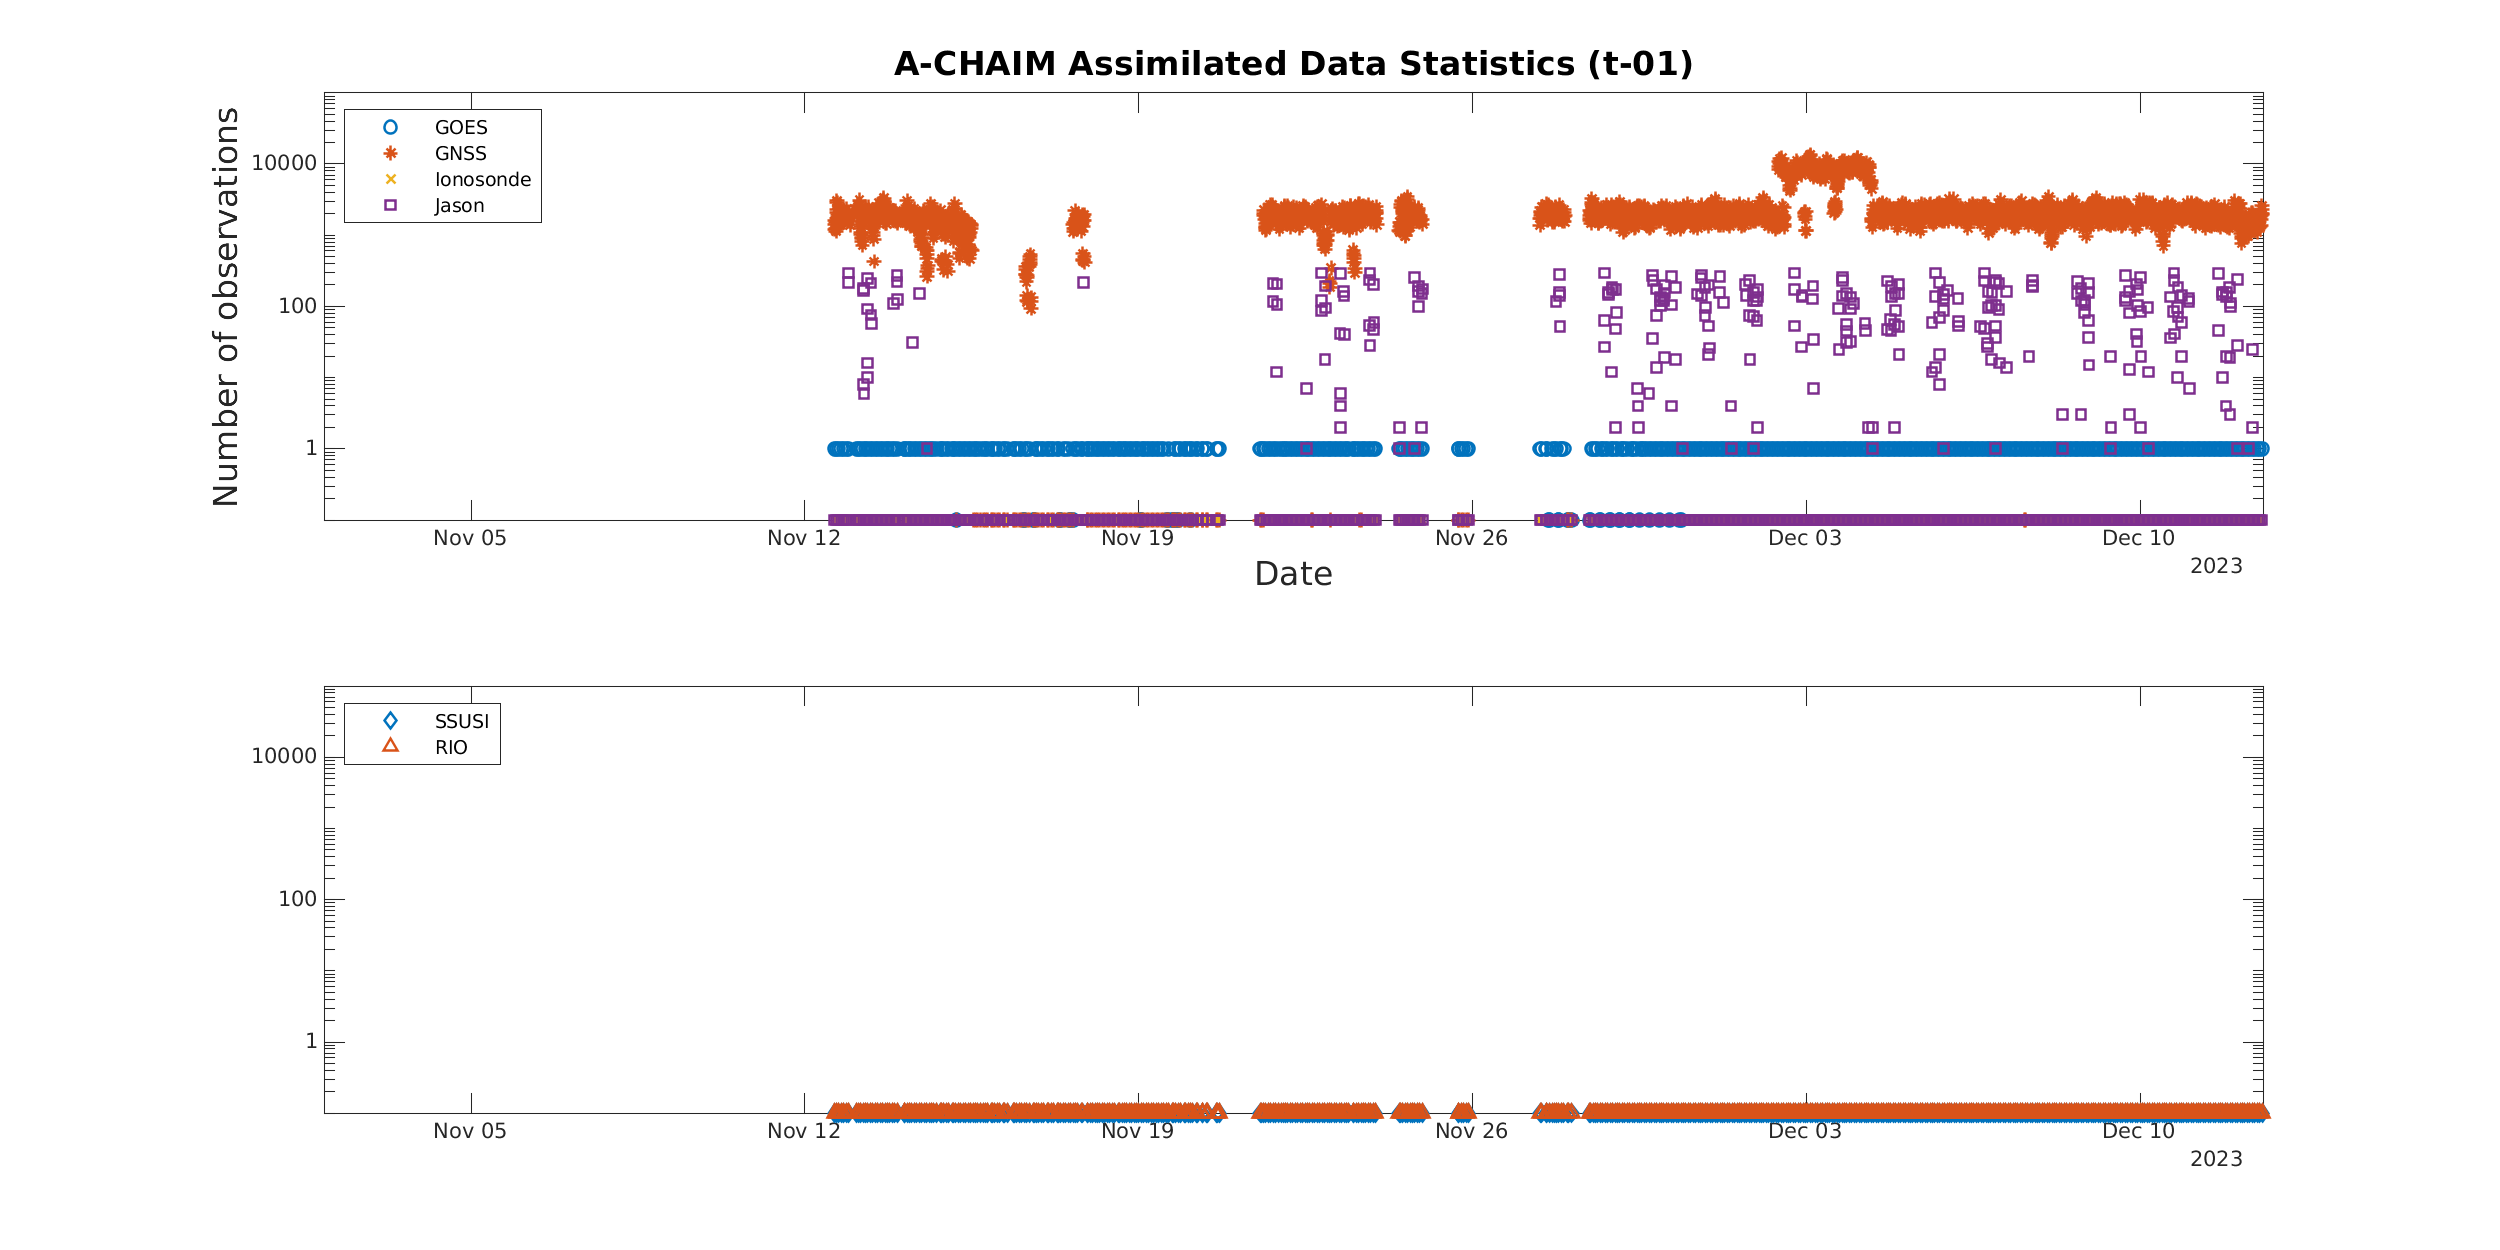 A-CHAIM Assimilated Data Statistics (t-01)
Number of observations
GOES
GNSS
Ionosonde
Jason
10000
100
1
Nov 05 Nov 12 Nov 19 Nov 26 Dec 03 Dec 10
2023
Date
SSUSI
RIO
10000
100
1
Nov 05 Nov 12 Nov 19 Nov 26 Dec 03 Dec 10
2023